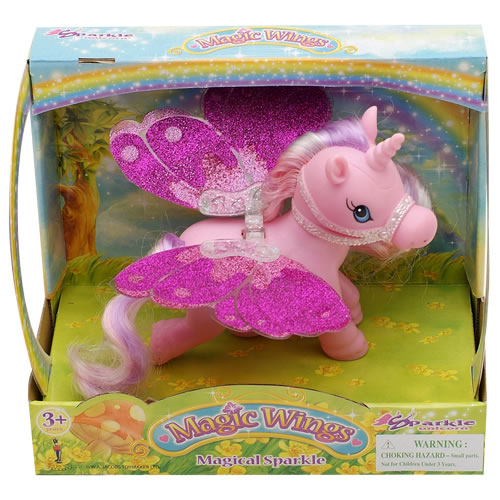 Sparkle
Magic Wings
3+
Magic Wings
Magical Sparkle
Sparkle
unicorn
WARNING :
CHOKING HAZARD -- Small parts.
Not for Children Under 3 Years.